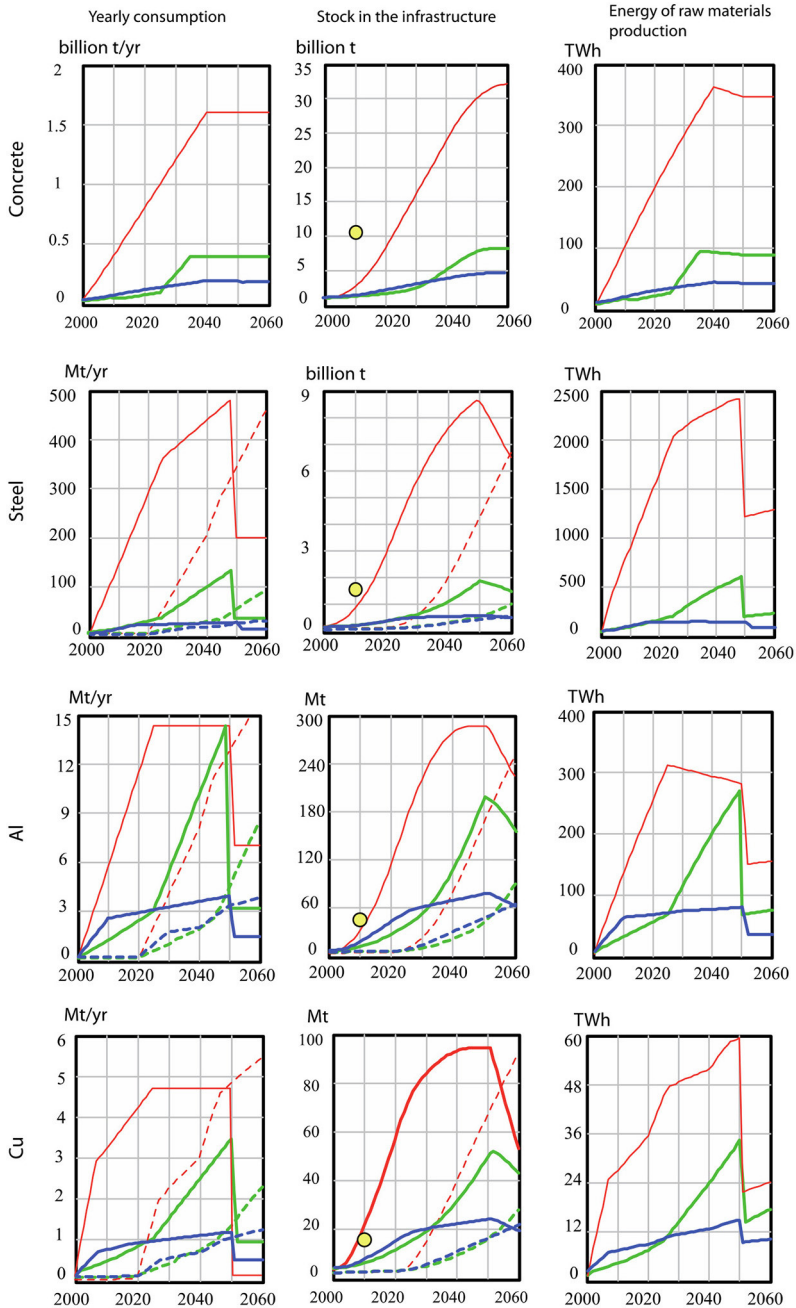 Yearly consumption
Stock in the infrastructure
Energy of raw materials
production
billion t/yr
billion t
TWh
Concrete
2
1.5
1
0.5
0
2000 2020 2040 2060
35
30
25
20
15
10
5
0
2000 2020 2040 2060
400
300
200
100
0
2000 2020 2040 2060
Mt/yr
billion t
TWh
Steel
500
400
300
200
100
0
2000 2020 2040 2060
9
6
3
0
2000 2020 2040 2060
2500
2000
1500
1000
500
0
2000 2020 2040 2060
Mt/yr
Mt
TWh
Al
15
12
9
6
3
0
2000 2020 2040 2060
300
240
180
120
60
0
2000 2020 2040 2060
400
300
200
100
0
2000 2020 2040 2060
Mt/yr
Mt
TWh
Cu
6
5
4
3
2
1
0
2000 2020 2040 2060
100
80
60
40
20
0
2000 2020 2040 2060
60
48
36
24
12
0
2000 2020 2040 2060